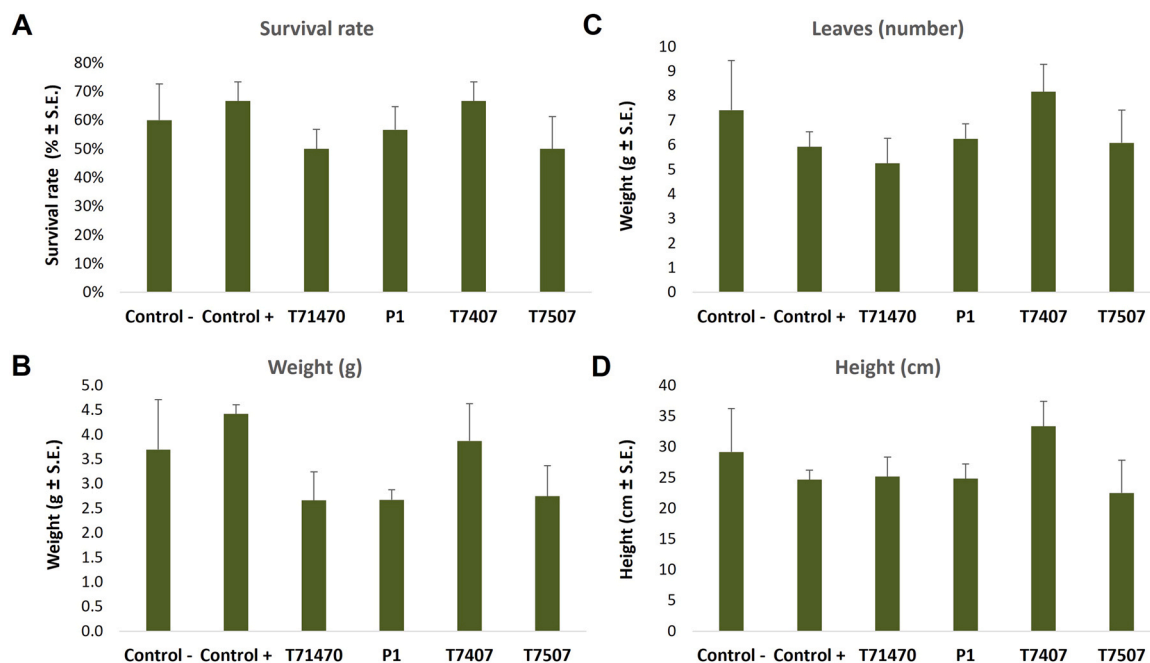 A
Survival rate
Survival rate (% ± S.E.)
80%
70%
60%
50%
40%
30%
20%
10%
0%
Control - Control + T71470 P1 T7407 T7507
B
Weight (g)
Weight (g ± S.E.)
5.0
4.5
4.0
3.5
3.0
2.5
2.0
1.5
1.0
0.5
0.0
Control - Control + T71470 P1 T7407 T7507
C
Leaves (number)
Weight (g ± S.E.)
10
9
8
7
6
5
4
3
2
1
0
Control - Control + T71470 P1 T7407 T7507
D
Height (cm)
Height (cm ± S.E.)
40
35
30
25
20
15
10
5
0
Control - Control + T71470 P1 T7407 T7507